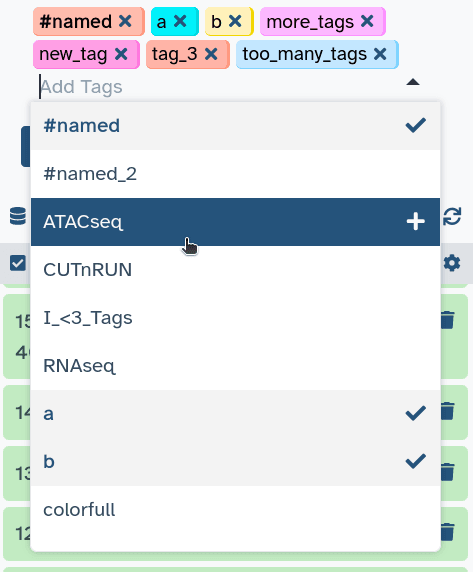 #named a b more_tags
new_tag tag_3 too_many_tags
Add Tags
#named
#named_2
ATACseq
CUTnRUN
I_<3_Tags
RNAseq
a
b
colorfull
15
14
13
12